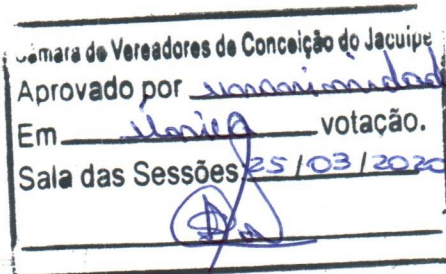 Câmara de Vereadores de Conceição do Jacuípe
Aprovado por unanimidade
Em única votação.
Sala das Sessões 25/03/2020